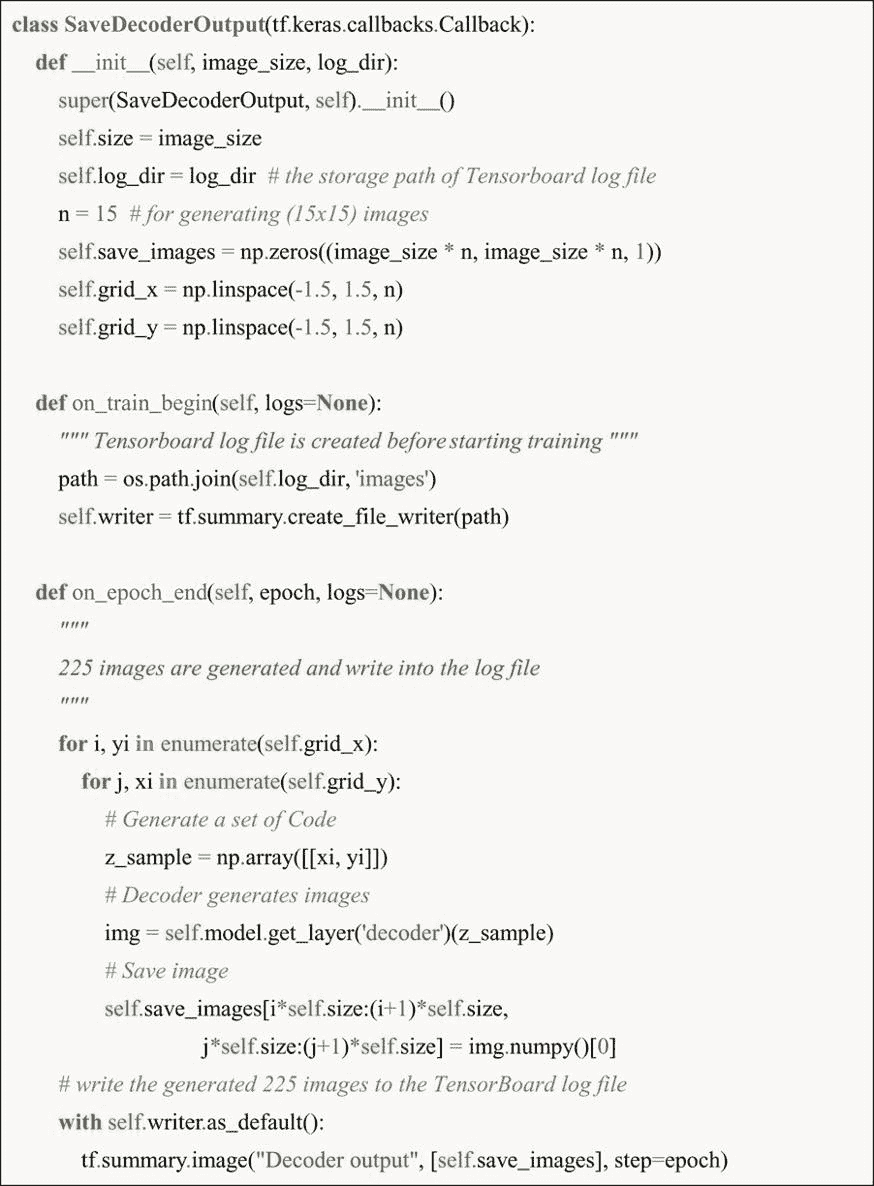 class SaveDecoderOutput(tf.keras.callbacks.Callback):
    def __init__(self, image_size, log_dir):
        super(SaveDecoderOutput, self).__init__()
        self.size = image_size
        self.log_dir = log_dir  # the storage path of Tensorboard log file
        n = 15  # for generating (15x15) images
        self.save_images = np.zeros((image_size * n, image_size * n, 1))
        self.grid_x = np.linspace(-1.5, 1.5, n)
        self.grid_y = np.linspace(-1.5, 1.5, n)

    def on_train_begin(self, logs=None):
        """ Tensorboard log file is created before starting training """
        path = os.path.join(self.log_dir, 'images')
        self.writer = tf.summary.create_file_writer(path)

    def on_epoch_end(self, epoch, logs=None):
        """
        225 images are generated and write into the log file
        """
        for i, yi in enumerate(self.grid_x):
            for j, xi in enumerate(self.grid_y):
                # Generate a set of Code
                z_sample = np.array([[xi, yi]])
                # Decoder generates images
                img = self.model.get_layer('decoder')(z_sample)
                # Save image
                self.save_images[i*self.size:(i+1)*self.size,
                                j*self.size:(j+1)*self.size] = img.numpy()[0]
        # write the generated 225 images to the TensorBoard log file
        with self.writer.as_default():
            tf.summary.image("Decoder output", [self.save_images], step=epoch)